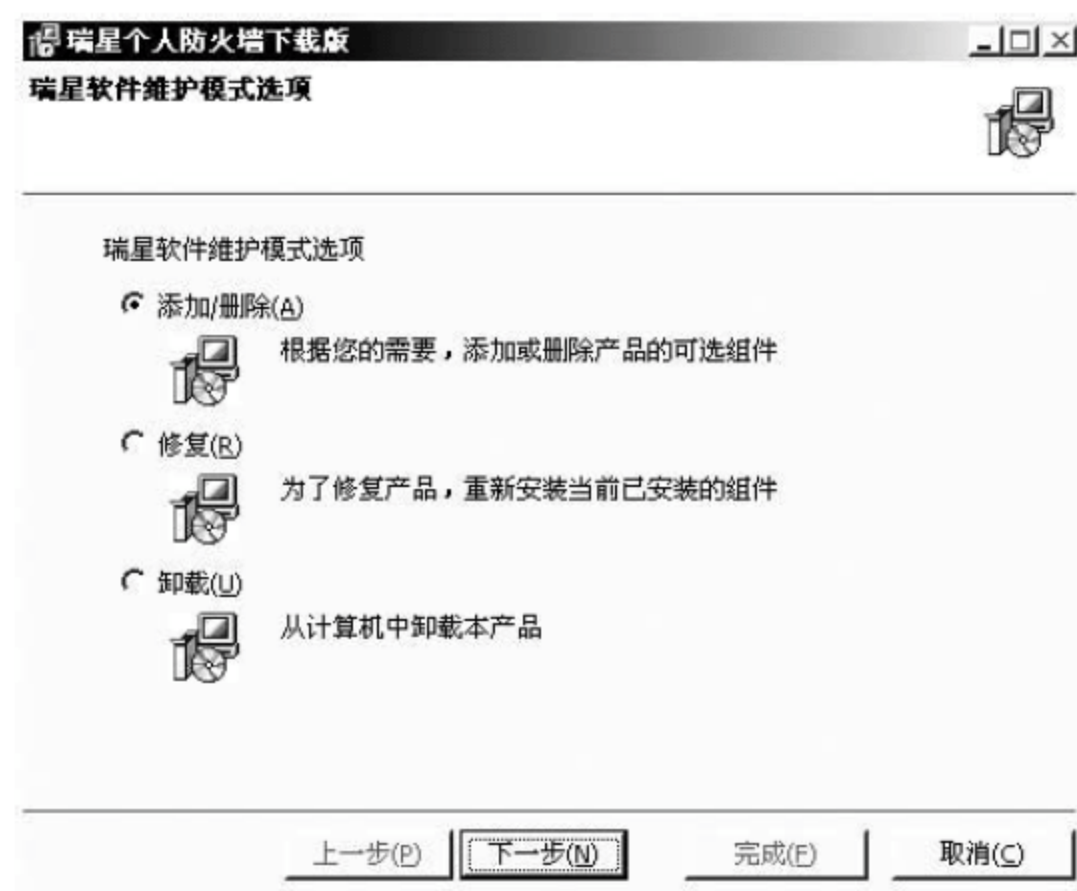 瑞星个人防火墙下载版
瑞星软件维护模式选项
瑞星软件维护模式选项
添加/删除(A)
根据您的需要，添加或删除产品的可选组件
修复(R)
为了修复产品，重新安装当前已安装的组件
卸载(U)
从计算机中卸载本产品
上一步(P) 下一步(N) 完成(F) 取消(C)